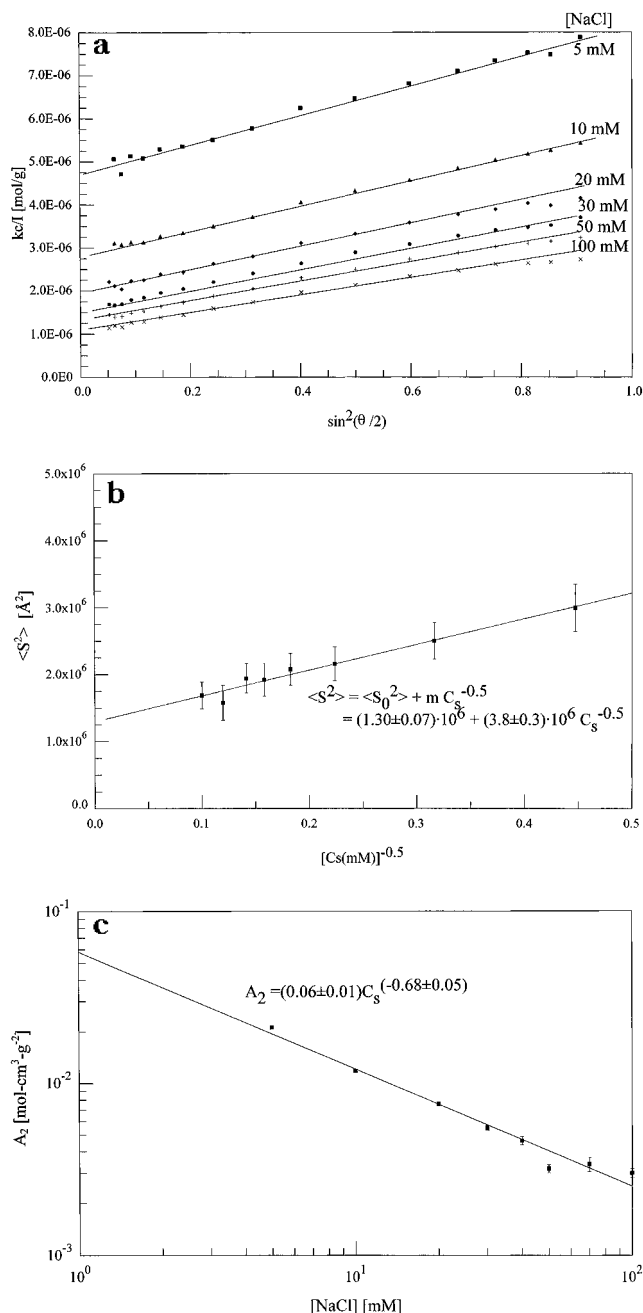 a
[NaCl]
8.0E-06
7.0E-06
6.0E-06
5.0E-06
4.0E-06
3.0E-06
2.0E-06
1.0E-06
0.0E0
kc/I [mol/g]
5 mM
10 mM
20 mM
30 mM
50 mM
100 mM
0.0 0.2 0.4 0.6 0.8 1.0
sin²(θ/2)
b
5.0x10⁶
4.0x10⁶
3.0x10⁶
2.0x10⁶
1.0x10⁶
0.0
<S²> [Å²]
<S²> = <S₀²> + m Cₛ⁻⁰·⁵
= (1.30±0.07)·10⁶ + (3.8±0.3)·10⁶ Cₛ⁻⁰·⁵
0.0 0.1 0.2 0.3 0.4 0.5
[Cs(mM)]⁻⁰·⁵
c
10⁻¹
10⁻²
10⁻³
A₂ [mol-cm³-g⁻²]
A₂ =(0.06±0.01)Cₛ(-0.68±0.05)
10⁰ 10¹ 10²
[NaCl] [mM]